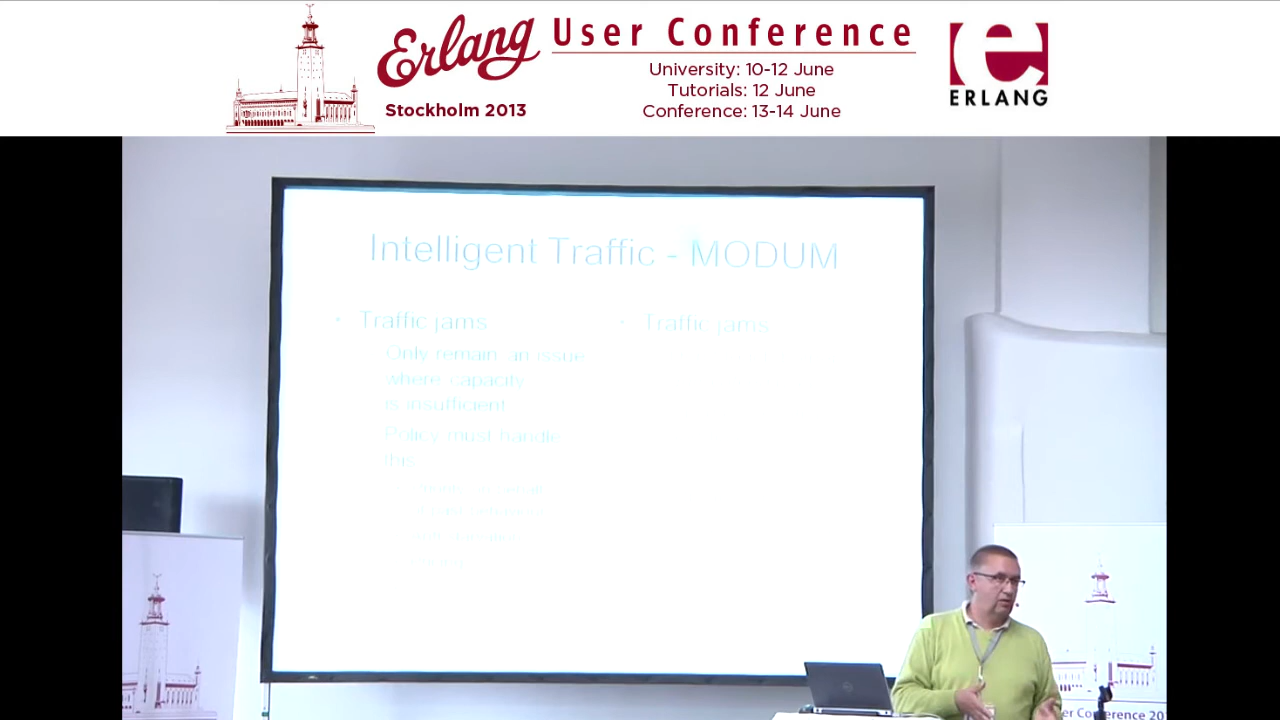 Erlang User Conference
Stockholm 2013
University: 10-12 June
Tutorials: 12 June
Conference: 13-14 June
ERLANG
Intelligent Traffic - MODUM
• Traffic jams
Only remain an issue
where capacity
is insufficient
Policy must handle
this
• Traffic jams
er Conference 20